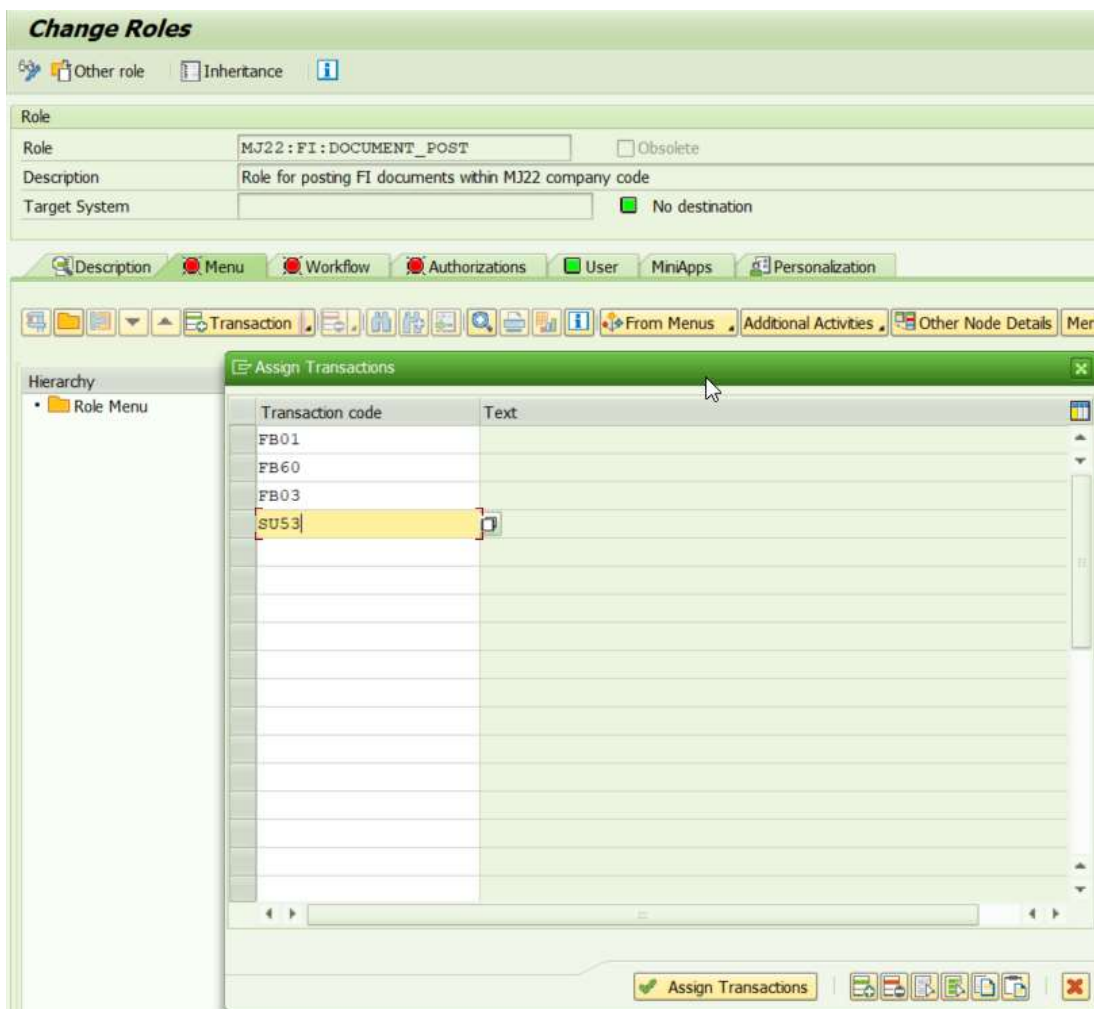 Change Roles
Other role Inheritance
Role
Role MJ22:FI:DOCUMENT_POST Obsolete
Description Role for posting FI documents within MJ22 company code
Target System No destination
Description Menu Workflow Authorizations User MiniApps Personalization
Transaction From Menus Additional Activities Other Node Details Mer
Assign Transactions
Hierarchy
Role Menu
Transaction code Text
FB01
FB60
FB03
SU53
Assign Transactions